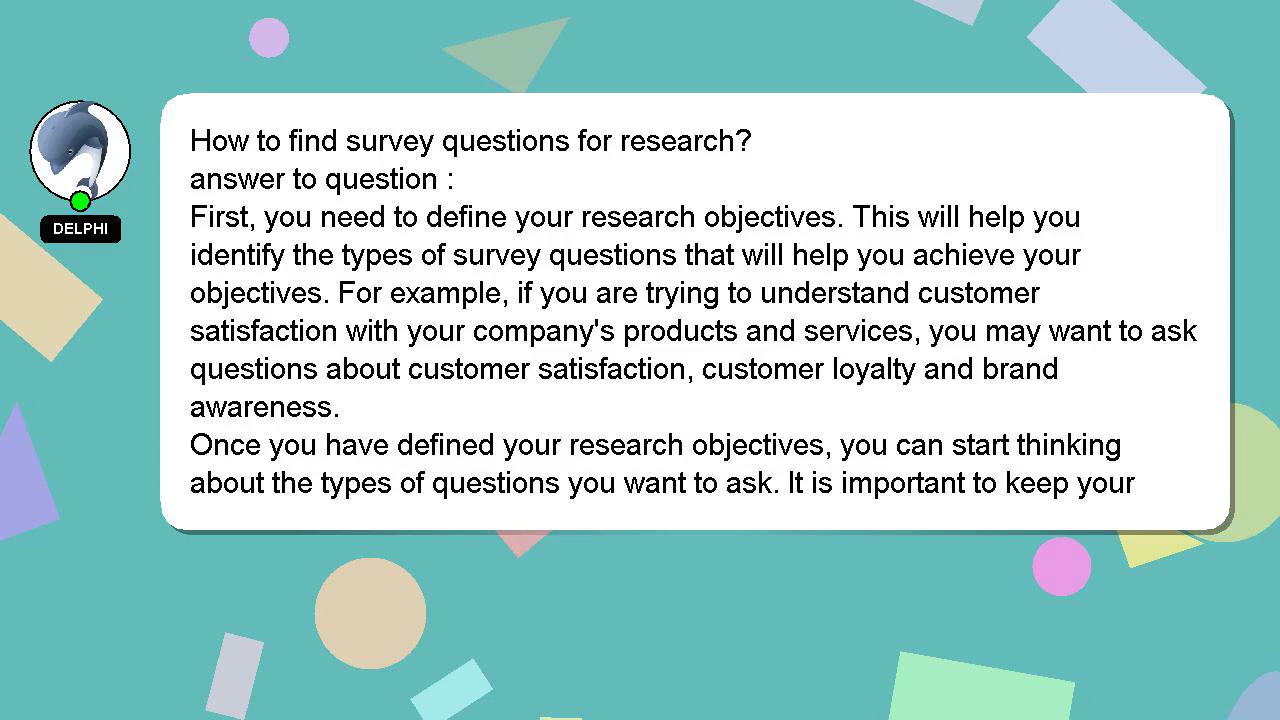 DELPHI
How to find survey questions for research?
answer to question :
First, you need to define your research objectives. This will help you
identify the types of survey questions that will help you achieve your
objectives. For example, if you are trying to understand customer
satisfaction with your company's products and services, you may want to ask
questions about customer satisfaction, customer loyalty and brand
awareness.
Once you have defined your research objectives, you can start thinking
about the types of questions you want to ask. It is important to keep your